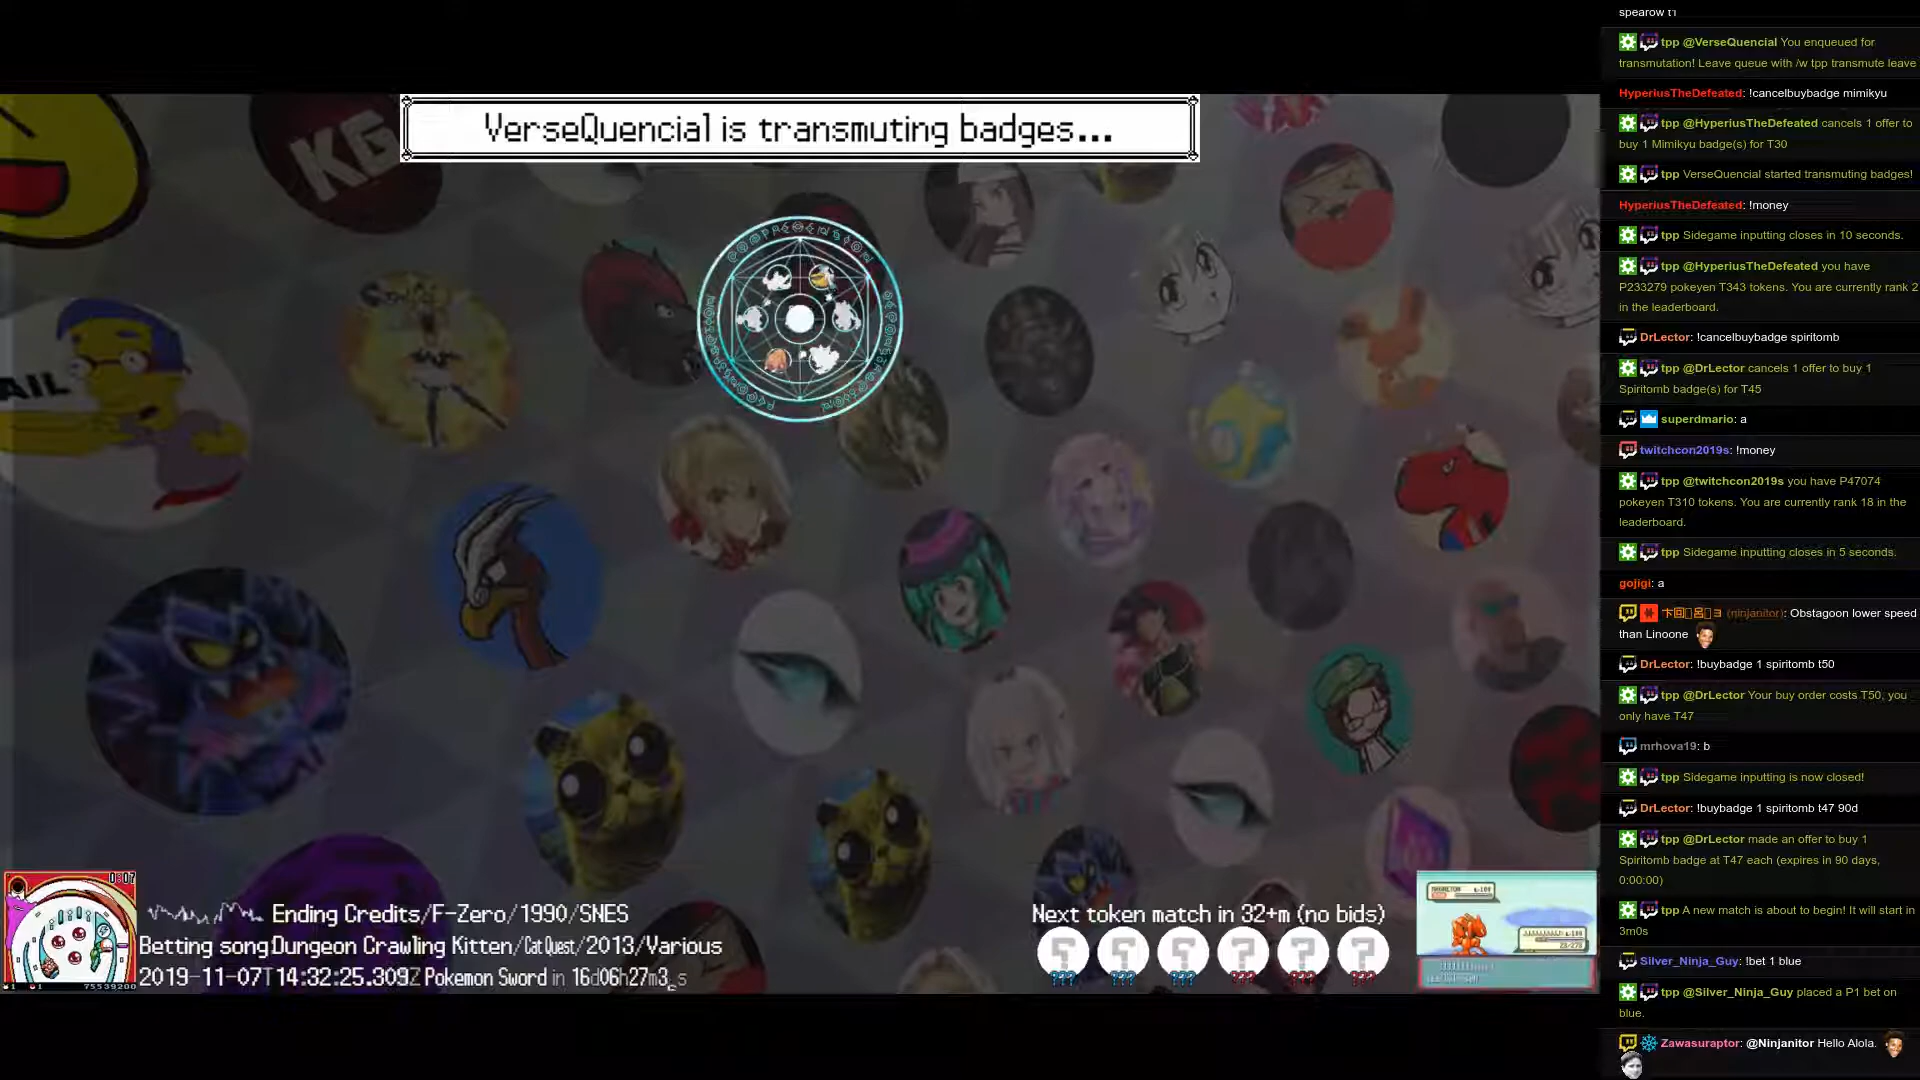 VerseQuencial is transmuting badges...
KG
AIL
0:07
75539200
Ending Credits/F-Zero/1990/SNES
Betting song Dungeon Crawling Kitten/Cat Quest/2013/Various
2019-11-07T14:32:25.309Z Pokemon Sword in 16d06h27m3
Next token match in 32+m (no bids)
? ? ? ? ? ?
??? ??? ??? ??? ??? ???
spearow t1
tpp @VerseQuencial You enqueued for
transmutation! Leave queue with /w tpp transmute leave
HyperiusTheDefeated: !cancelbuybadge mimikyu
tpp @HyperiusTheDefeated cancels 1 offer to
buy 1 Mimikyu badge(s) for T30
tpp VerseQuencial started transmuting badges!
HyperiusTheDefeated: !money
tpp Sidegame inputting closes in 10 seconds.
tpp @HyperiusTheDefeated you have
P233279 pokeyen T343 tokens. You are currently rank 2
in the leaderboard.
DrLector: !cancelbuybadge spiritomb
tpp @DrLector cancels 1 offer to buy 1
Spiritomb badge(s) for T45
superdmario: a
twitchcon2019s: !money
tpp @twitchcon2019s you have P47074
pokeyen T310 tokens. You are currently rank 18 in the
leaderboard.
tpp Sidegame inputting closes in 5 seconds.
gojigi: a
(ninjanitor): Obstagoon lower speed
than Linoone
DrLector: !buybadge 1 spiritomb t50
tpp @DrLector Your buy order costs T50, you
only have T47
mrhova19: b
tpp Sidegame inputting is now closed!
DrLector: !buybadge 1 spiritomb t47 90d
tpp @DrLector made an offer to buy 1
Spiritomb badge at T47 each (expires in 90 days,
0:00:00)
tpp A new match is about to begin! It will start in
3m0s
Silver_Ninja_Guy: !bet 1 blue
tpp @Silver_Ninja_Guy placed a P1 bet on
blue.
Zawasuraptor: @Ninjanitor Hello Alola.